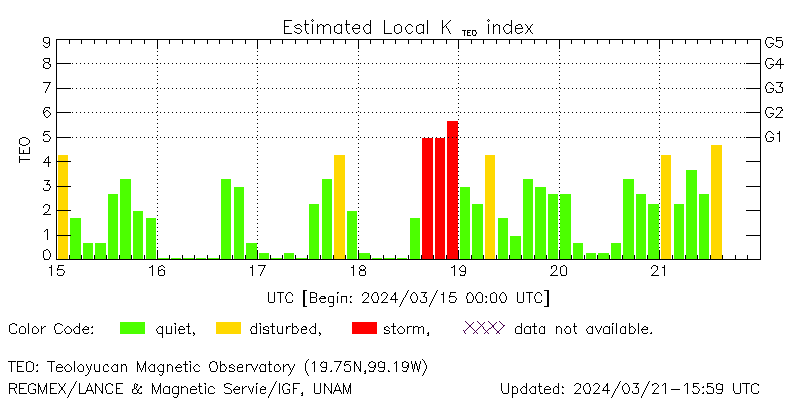 Estimated Local K TEO index
9
8
7
6
5
4
3
2
1
0
TEO
G5
G4
G3
G2
G1
15 16 17 18 19 20 21
UTC [Begin: 2024/03/15 00:00 UTC]
Color Code: quiet, disturbed, storm, data not available.
TEO: Teoloyucan Magnetic Observatory (19.75N,99.19W)
REGMEX/LANCE & Magnetic Servie/IGF, UNAM Updated: 2024/03/21-15:59 UTC